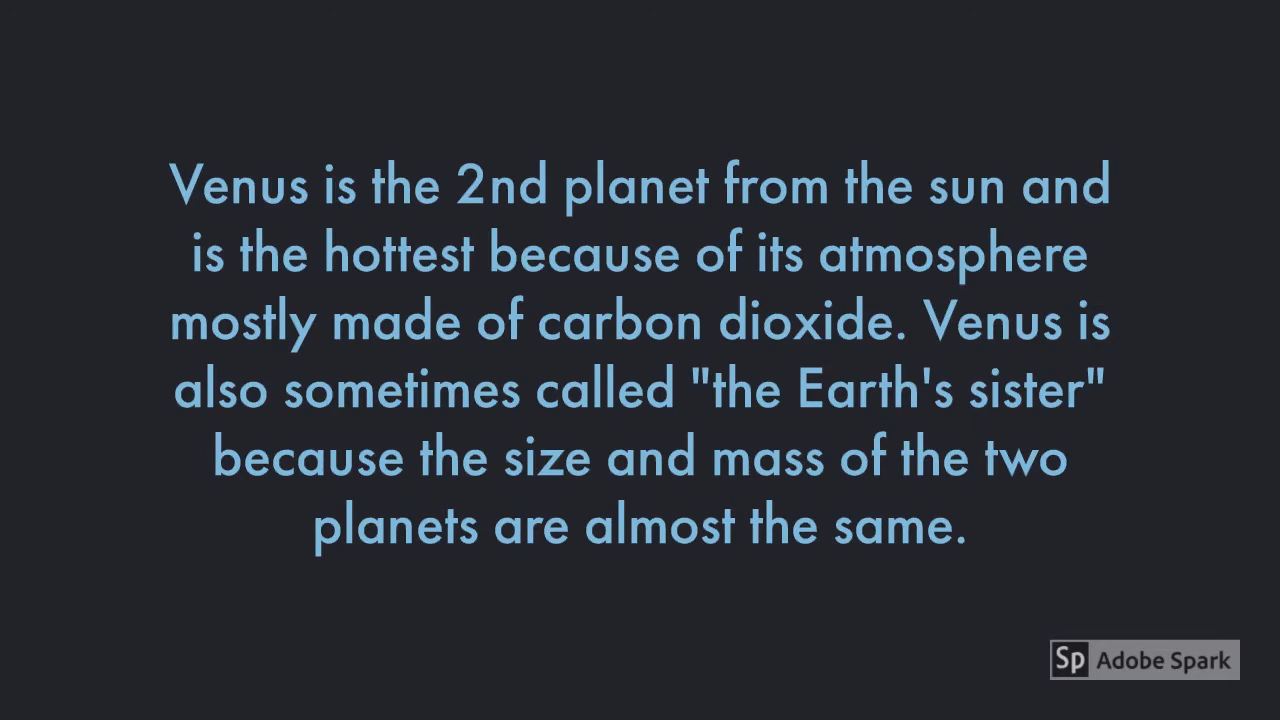 Venus is the 2nd planet from the sun and
is the hottest because of its atmosphere
mostly made of carbon dioxide. Venus is
also sometimes called "the Earth's sister"
because the size and mass of the two
planets are almost the same.
Sp Adobe Spark